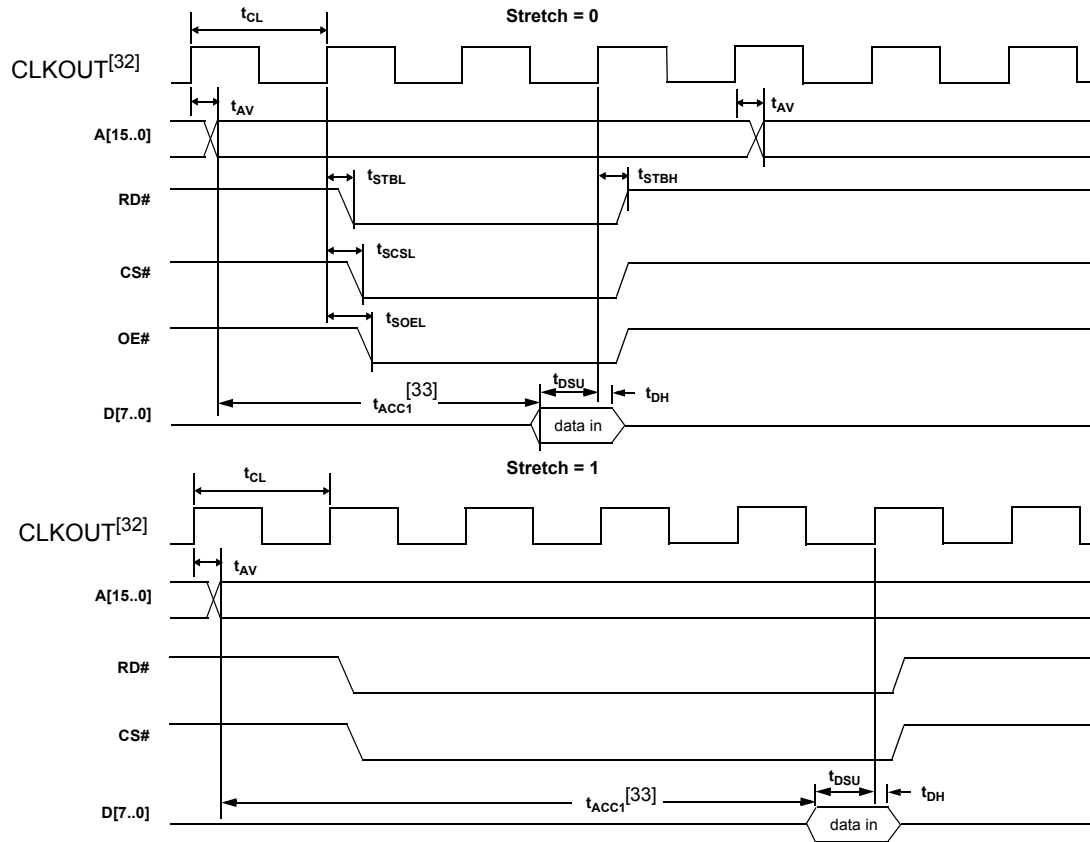 Stretch = 0
tCL
CLKOUT[32]
tAV
tAV
A[15..0]
tSTBL
tSTBH
RD#
tSCSL
CS#
tSOEL
OE#
tDSU
tACC1[33]
tDH
D[7..0]
data in
Stretch = 1
tCL
CLKOUT[32]
tAV
A[15..0]
RD#
CS#
tDSU
tACC1[33]
tDH
D[7..0]
data in